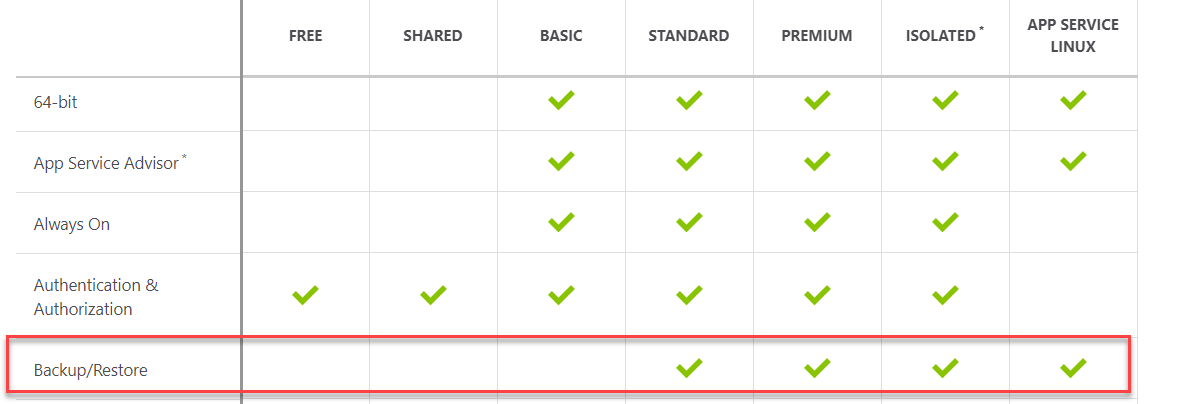 FREE
SHARED
BASIC
STANDARD
PREMIUM
ISOLATED *
APP SERVICE
LINUX
64-bit
App Service Advisor *
Always On
Authentication &
Authorization
Backup/Restore